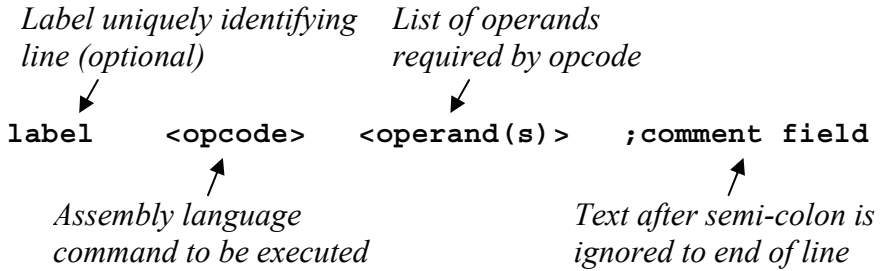 Label uniquely identifying
line (optional)
List of operands
required by opcode
label <opcode> <operand(s)> ;comment field
Assembly language
command to be executed
Text after semi-colon is
ignored to end of line